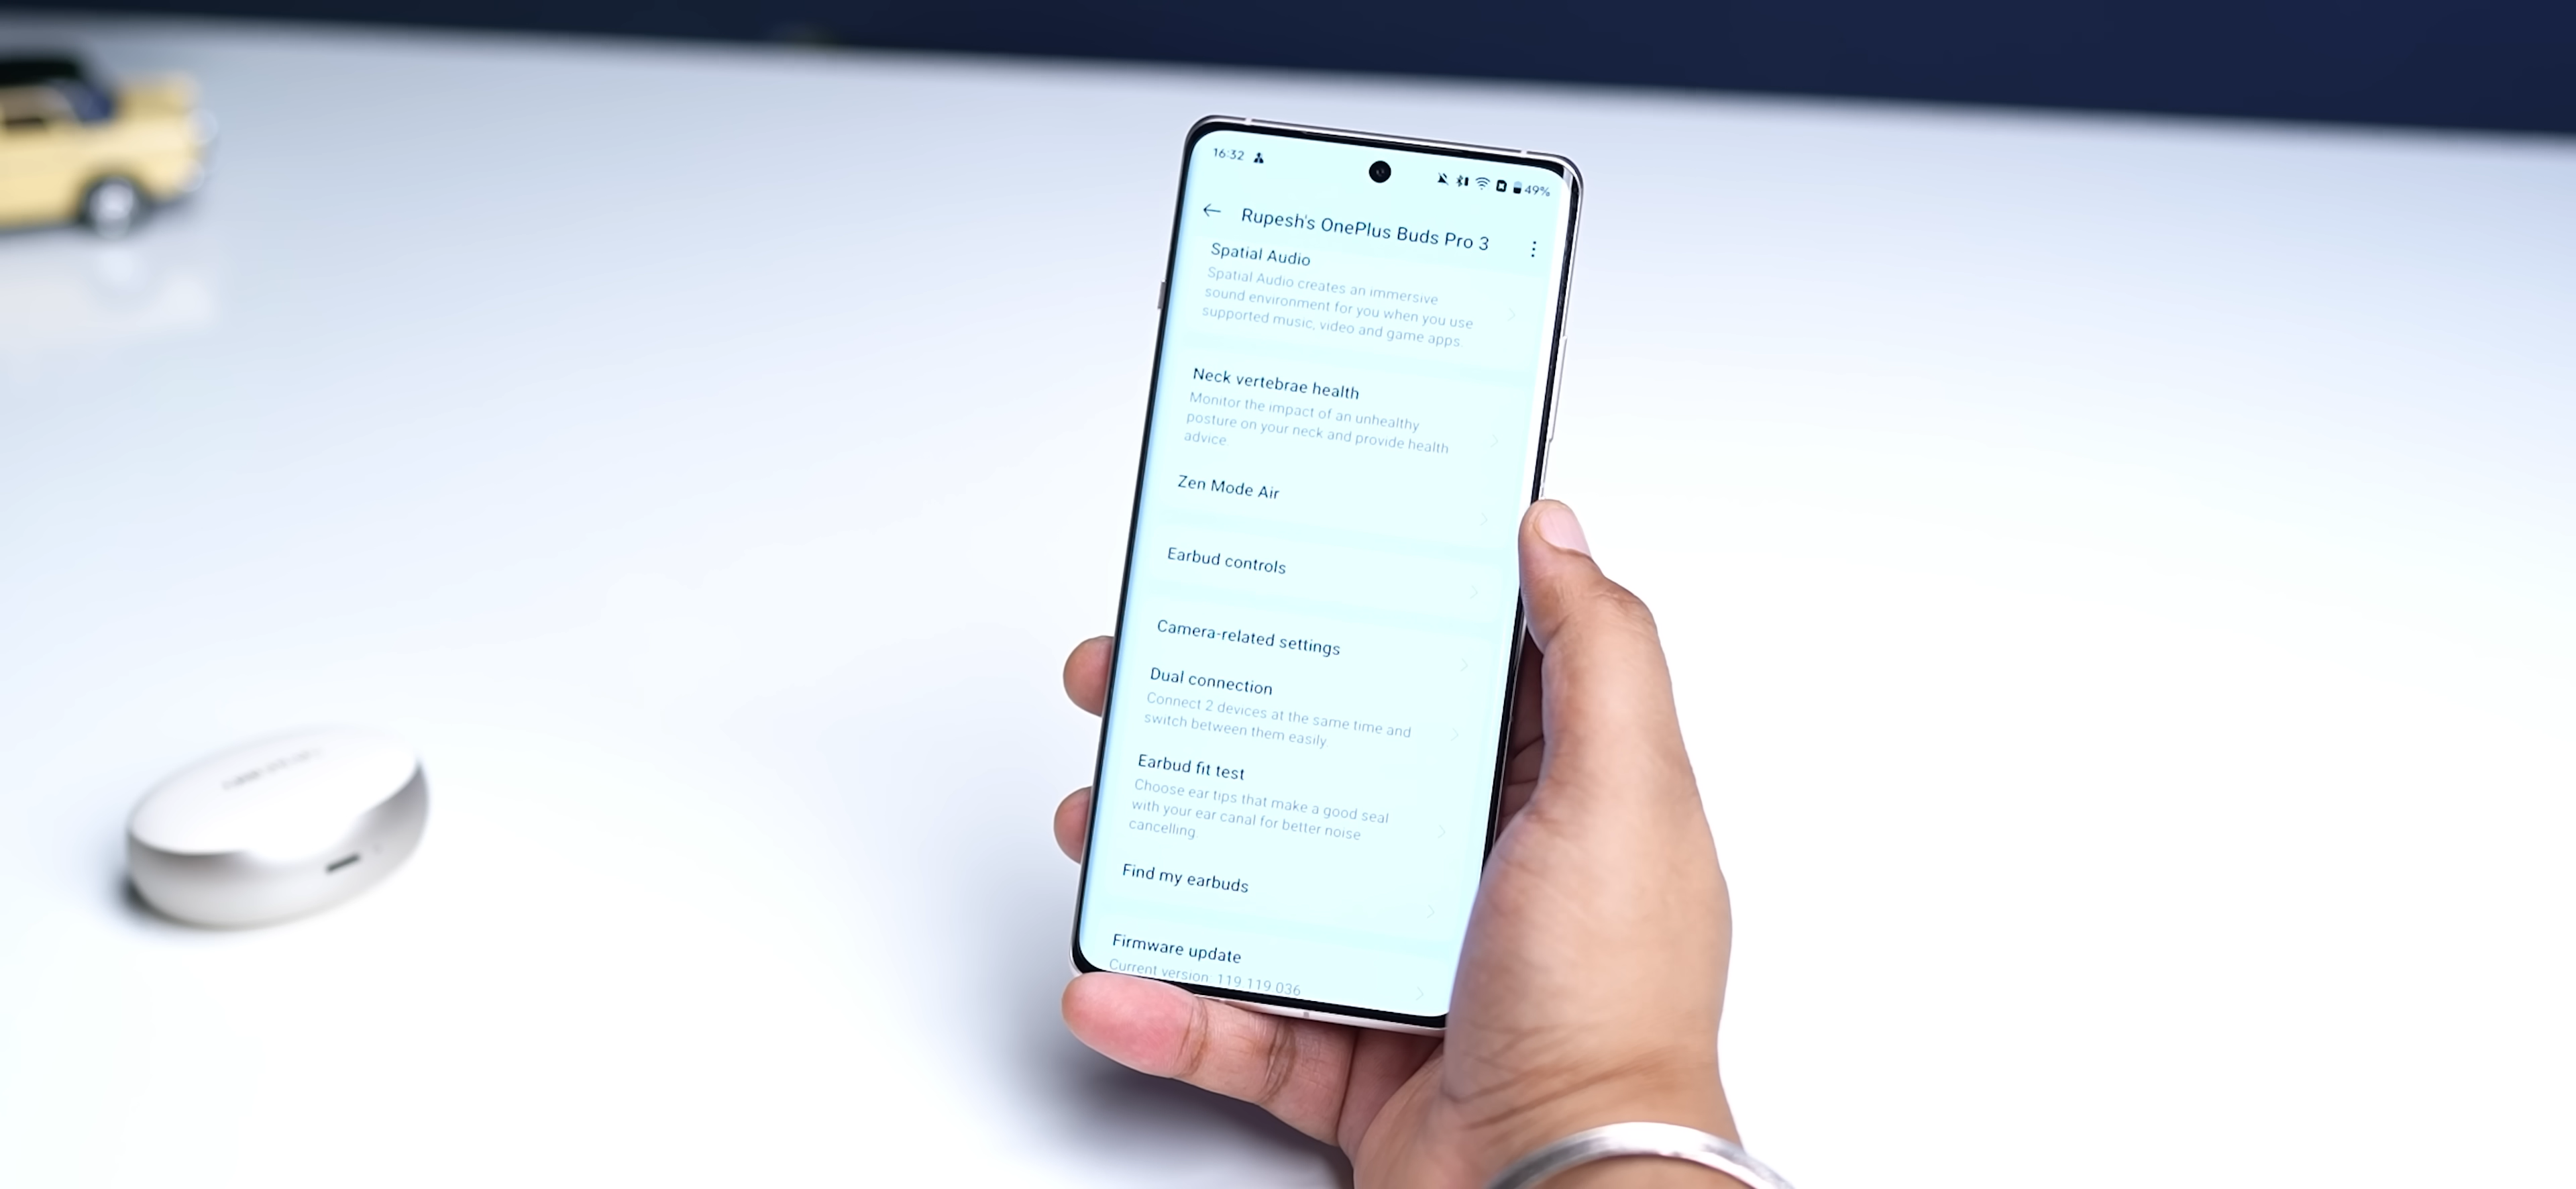 16:32
49%
Rupesh's OnePlus Buds Pro 3
Spatial Audio
Spatial Audio creates an immersive
sound environment for you when you use
supported music, video and game apps
Neck vertebrae health
Monitor the impact of an unhealthy
posture on your neck and provide health
advice
Zen Mode Air
Earbud controls
Camera-related settings
Dual connection
Connect 2 devices at the same time and
switch between them easily
Earbud fit test
Choose ear tips that make a good seal
with your ear canal for better noise
cancelling
Find my earbuds
Firmware update
Current version 119 119 036